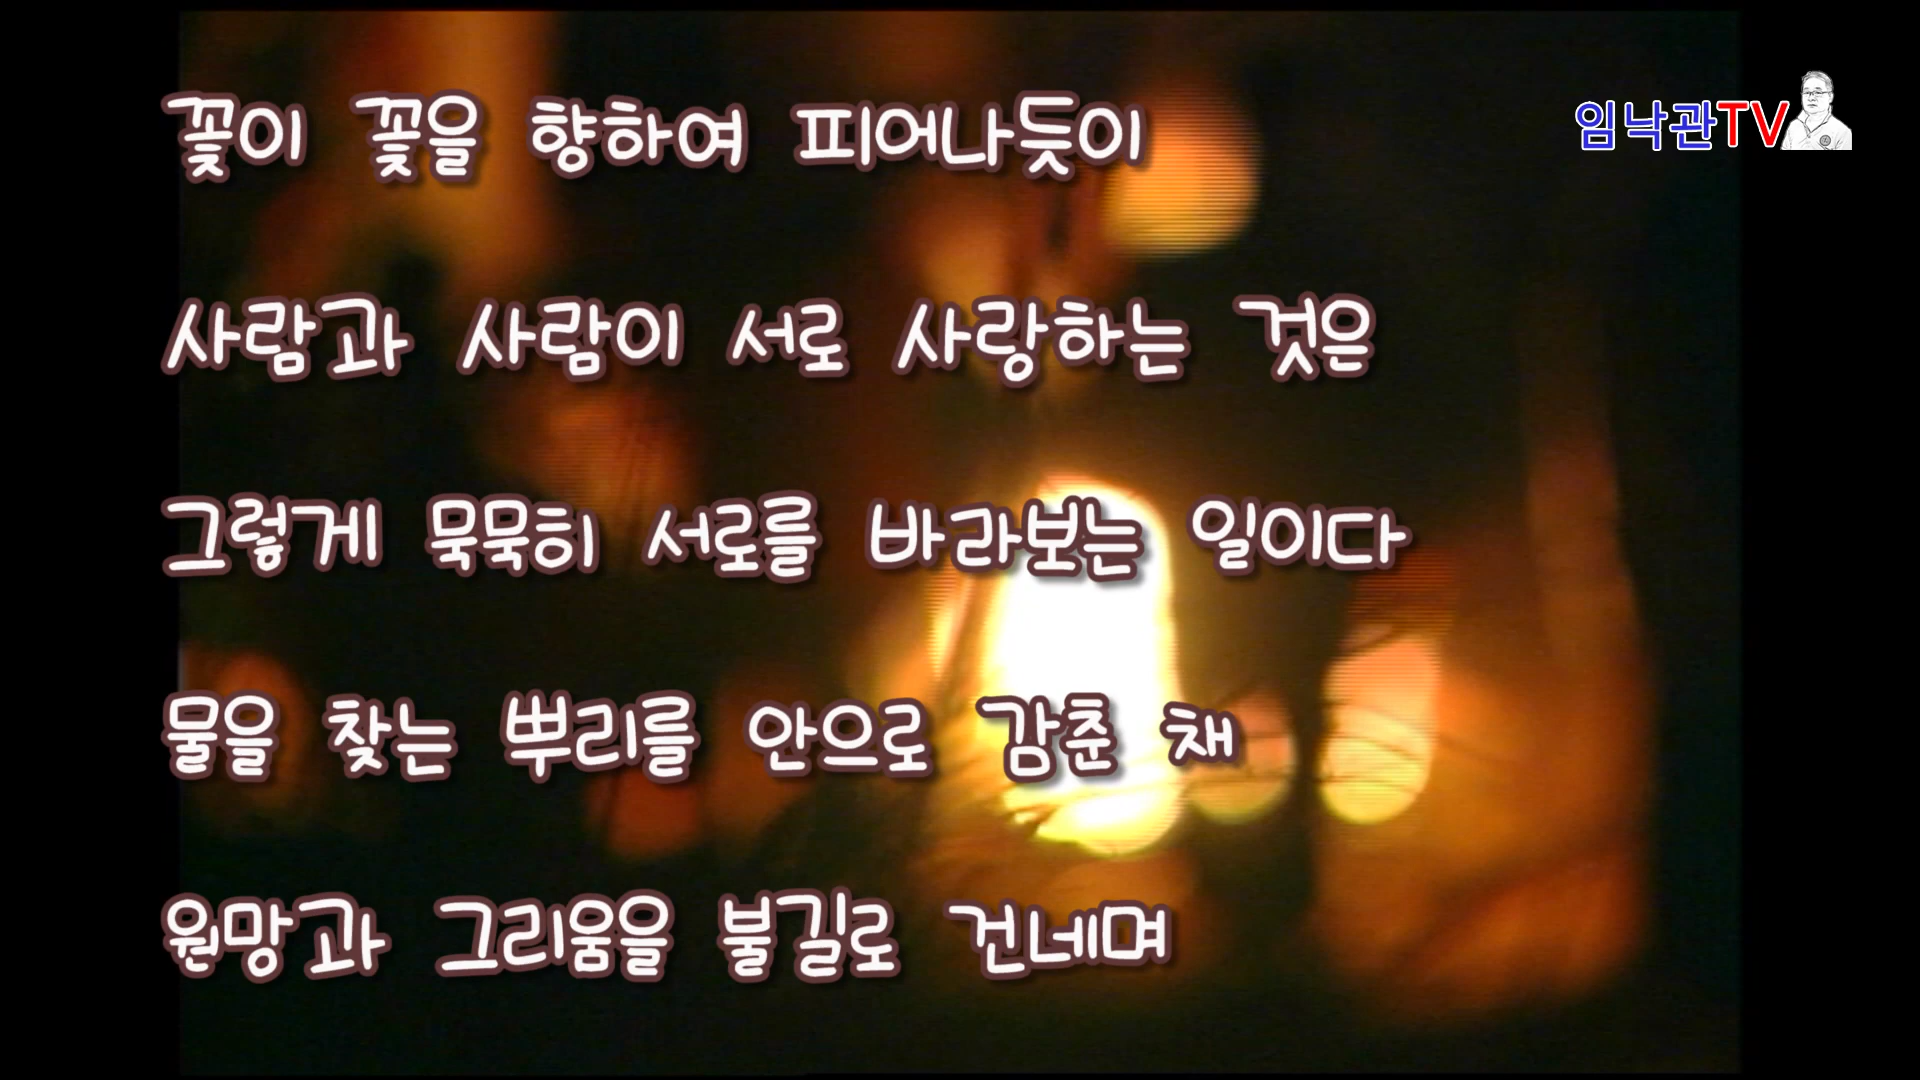 임낙관TV
꽃이 꽃을 향하여 피어나듯이
사람과 사람이 서로 사랑하는 것은
그렇게 묵묵히 서로를 바라보는 일이다
물을 찾는 뿌리를 안으로 감춘 채
원망과 그리움을 불길로 건네며